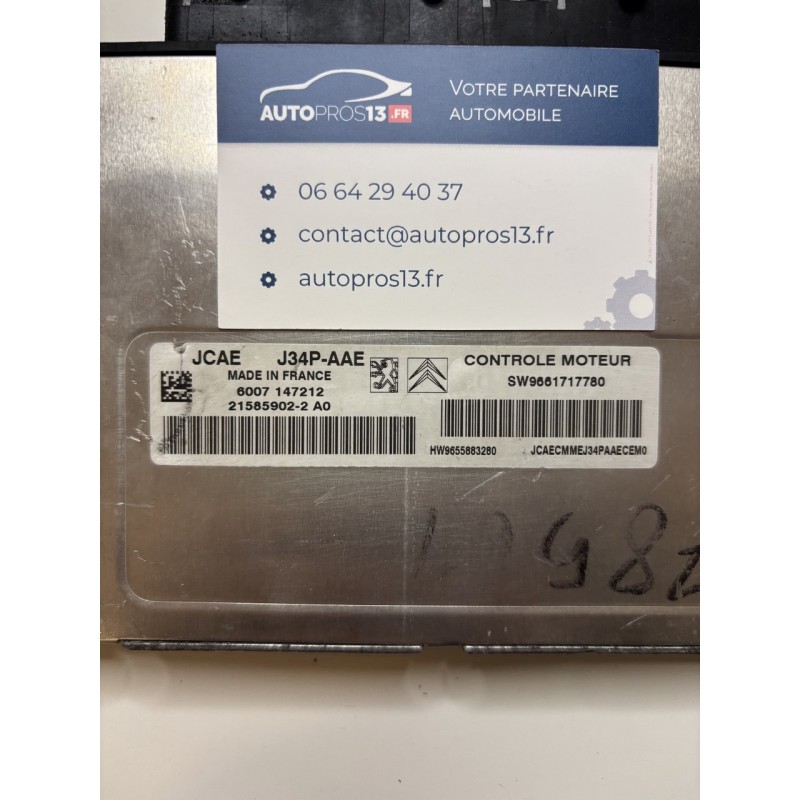 AUTOPROS13.FR
VOTRE PARTENAIRE
AUTOMOBILE
06 64 29 40 37
contact@autopros13.fr
autopros13.fr
JCAE J34P-AAE
MADE IN FRANCE
6007 147212
21585902-2 A0
CONTROLE MOTEUR
SW9661717780
HW9655883280 JCAECMMEJ34PAAECEM0